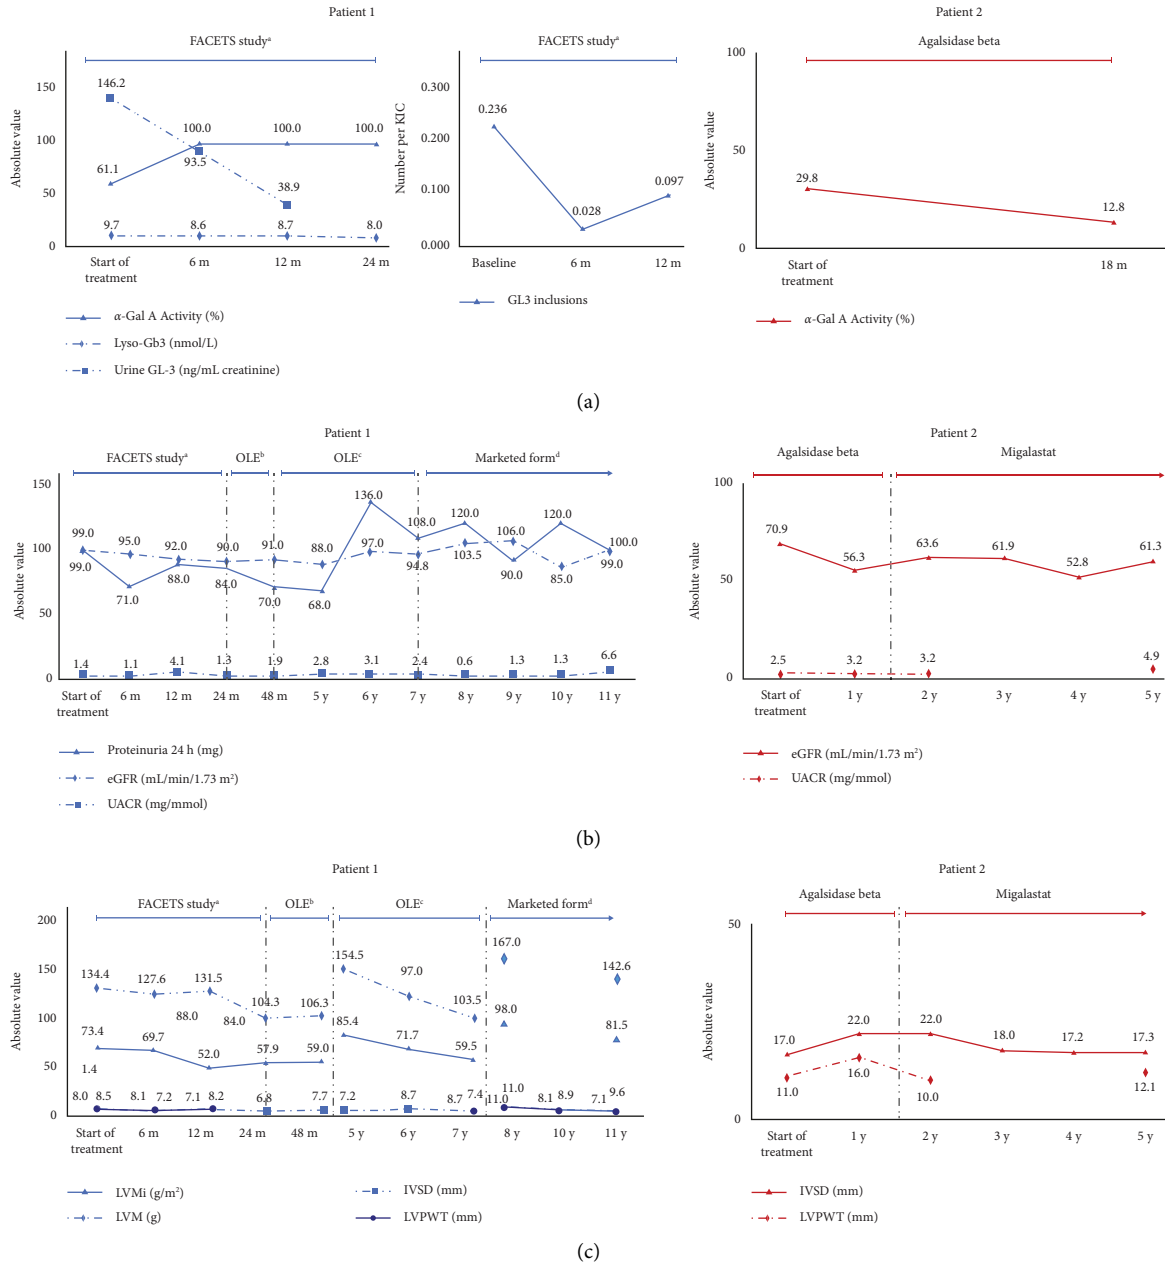 Patient 1
Patient 2
FACETS studyᵃ
FACETS studyᵃ
Agalsidase beta
Absolute value
150
100
50
0
146.2
61.1
100.0
100.0
100.0
93.5
38.9
9.7
8.6
8.7
8.0
Start of
treatment
6 m
12 m
24 m
α-Gal A Activity (%)
Lyso-Gb3 (nmol/L)
Urine GL-3 (ng/mL creatinine)
Number per KIC
0.300
0.200
0.100
0.000
0.236
0.028
0.097
Baseline
6 m
12 m
GL3 inclusions
Absolute value
100
50
0
29.8
12.8
Start of
treatment
18 m
α-Gal A Activity (%)
(a)
Patient 1
FACETS studyᵃ
OLEᵇ
OLEᶜ
Marketed formᵈ
Absolute value
150
100
50
0
99.0
95.0
92.0
90.0
91.0
88.0
136.0
97.0
108.0
120.0
106.0
120.0
100.0
99.0
71.0
88.0
84.0
70.0
68.0
94.8
103.5
90.0
85.0
99.0
1.4
1.1
4.1
1.3
1.9
2.8
3.1
2.4
0.6
1.3
1.3
6.6
Start of
treatment
6 m
12 m
24 m
48 m
5 y
6 y
7 y
8 y
9 y
10 y
11 y
Proteinuria 24 h (mg)
eGFR (mL/min/1.73 m²)
UACR (mg/mmol)
Patient 2
Agalsidase beta
Migalastat
Absolute value
100
50
0
70.9
56.3
63.6
61.9
52.8
61.3
2.5
3.2
3.2
4.9
Start of
treatment
1 y
2 y
3 y
4 y
5 y
eGFR (mL/min/1.73 m²)
UACR (mg/mmol)
(b)
Patient 1
FACETS studyᵃ
OLEᵇ
OLEᶜ
Marketed formᵈ
Absolute value
200
150
100
50
0
134.4
127.6
131.5
88.0
84.0
104.3
106.3
154.5
97.0
103.5
167.0
142.6
73.4
69.7
52.0
57.9
59.0
85.4
71.7
59.5
98.0
81.5
1.4
8.0
8.5
8.1
7.2
7.1
8.2
6.8
7.7
7.2
8.7
8.7
7.4
11.0
11.0
8.1
8.9
7.1
9.6
Start of
treatment
6 m
12 m
24 m
48 m
5 y
6 y
7 y
8 y
10 y
11 y
LVMi (g/m²)
LVM (g)
IVSD (mm)
LVPWT (mm)
Patient 2
Agalsidase beta
Migalastat
Absolute value
50
0
17.0
22.0
22.0
18.0
17.2
17.3
11.0
16.0
10.0
12.1
Start of
treatment
1 y
2 y
3 y
4 y
5 y
IVSD (mm)
LVPWT (mm)
(c)